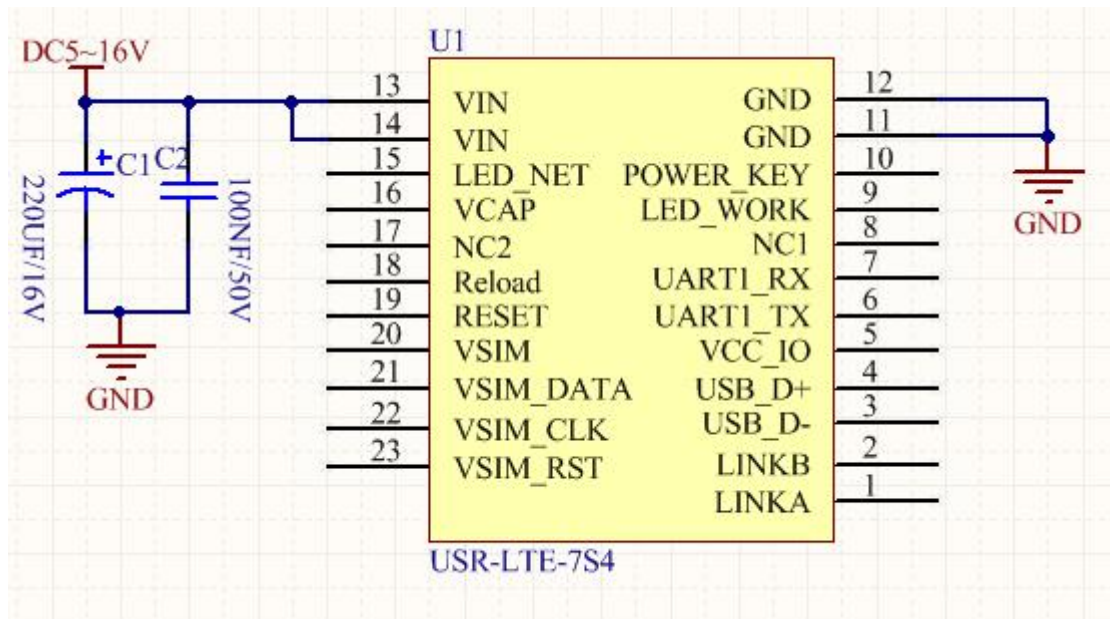 U1
DC5~16V
13 VIN GND 12
14 VIN GND 11
15 LED_NET POWER_KEY 10
16 VCAP LED_WORK 9
17 NC2 NC1 8
18 Reload UART1_RX 7
19 RESET UART1_TX 6
20 VSIM VCC_IO 5
21 VSIM_DATA USB_D+ 4
22 VSIM_CLK USB_D- 3
23 VSIM_RST LINKB 2
LINKA 1
+ C1 C2
220UF/16V
100NF/50V
GND
GND
USR-LTE-7S4